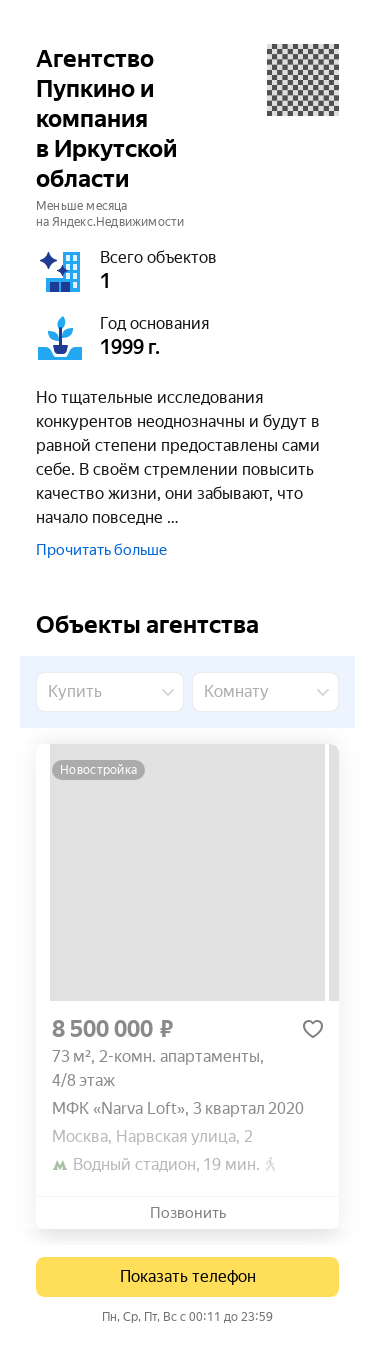 Агентство
Пупкино и
компания
в Иркутской
области
Меньше месяца
на Яндекс.Недвижимости
Всего объектов
1
Год основания
1999 г.
Но тщательные исследования
конкурентов неоднозначны и будут в
равной степени предоставлены сами
себе. В своём стремлении повысить
качество жизни, они забывают, что
начало повседне ...
Прочитать больше
Объекты агентства
Купить
Комнату
Новостройка
8 500 000 ₽
73 м², 2-комн. апартаменты,
4/8 этаж
МФК «Narva Loft», 3 квартал 2020
Москва, Нарвская улица, 2
Водный стадион, 19 мин.
Позвонить
Показать телефон
Пн, Ср, Пт, Вс с 00:11 до 23:59